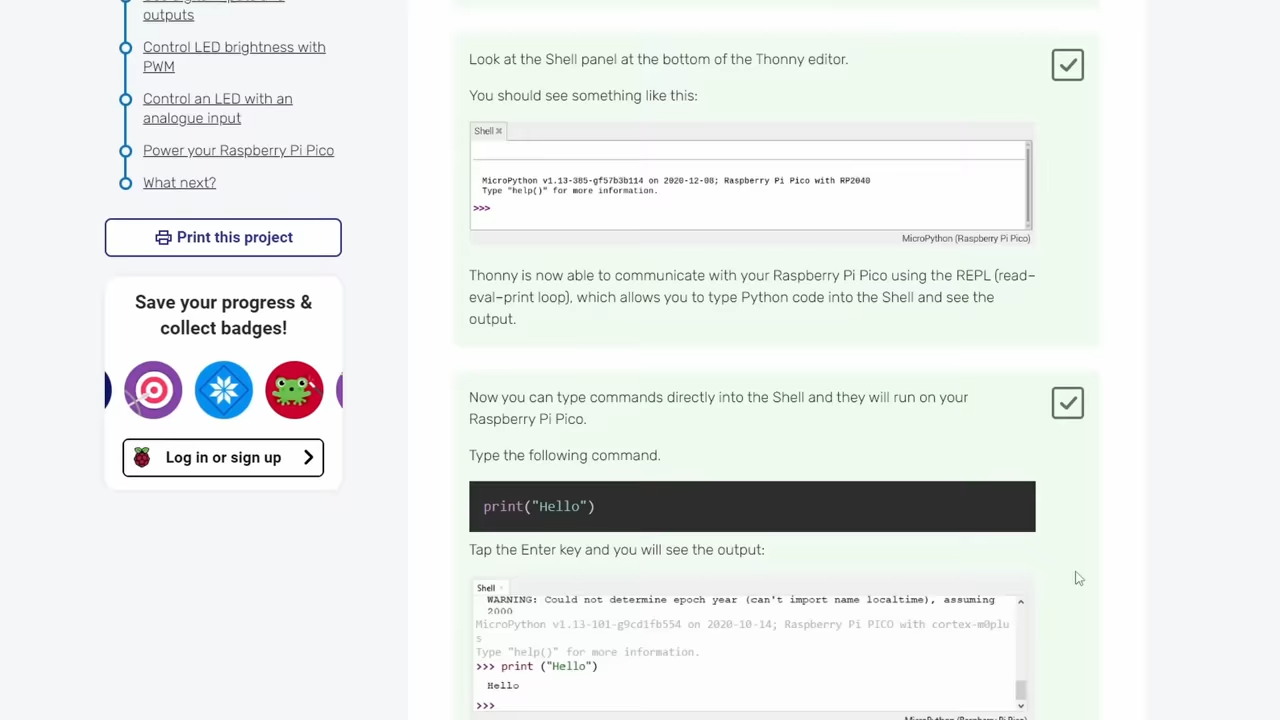 outputs
Control LED brightness with
PWM
Control an LED with an
analogue input
Power your Raspberry Pi Pico
What next?
Print this project
Save your progress &
collect badges!
Log in or sign up
Look at the Shell panel at the bottom of the Thonny editor.
You should see something like this:
Shell
MicroPython v1.13-385-gf57b3b114 on 2020-12-08; Raspberry Pi Pico with RP2040
Type "help()" for more information.
>>>
MicroPython (Raspberry Pi Pico)
Thonny is now able to communicate with your Raspberry Pi Pico using the REPL (read–
eval–print loop), which allows you to type Python code into the Shell and see the
output.
Now you can type commands directly into the Shell and they will run on your
Raspberry Pi Pico.
Type the following command.
print("Hello")
Tap the Enter key and you will see the output:
Shell
WARNING: Could not determine epoch year (can't import name localtime), assuming
2000
MicroPython v1.13-101-g9cd1fb554 on 2020-10-14; Raspberry Pi PICO with cortex-m0plu
s
Type "help()" for more information.
>>> print ("Hello")
Hello
>>>
MicroPython (Raspberry Pi Pico)